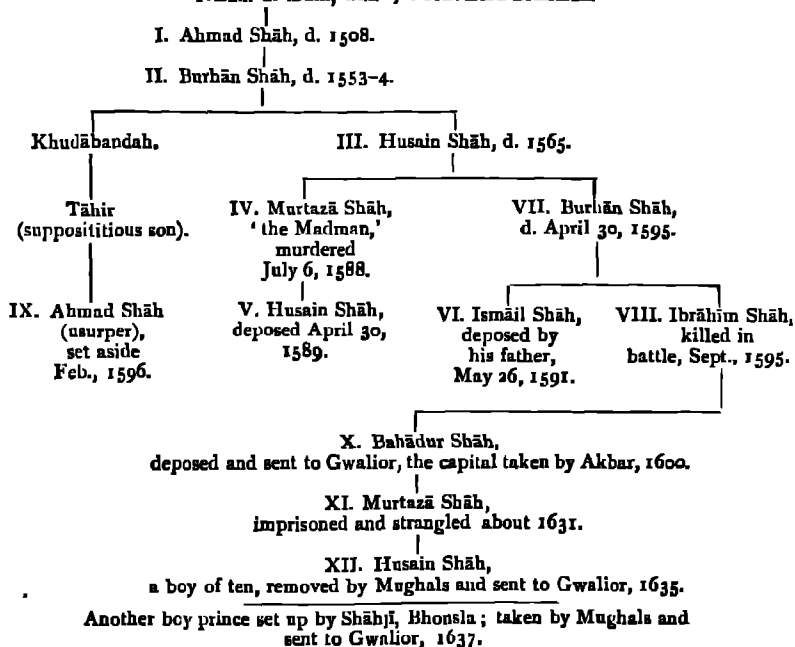 I. Ahmad Shāh, d. 1508.
II. Burhān Shāh, d. 1553-4.
Khudābandah.
III. Husain Shāh, d. 1565.
Tāhir
(supposititious son).
IV. Murtazā Shāh,
‘the Madman,’
murdered
July 6, 1588.
VII. Burhān Shāh,
d. April 30, 1595.
IX. Ahmad Shāh
(usurper),
set aside
Feb., 1596.
V. Husain Shāh,
deposed April 30,
1589.
VI. Ismāil Shāh,
deposed by
his father,
May 26, 1591.
VIII. Ibrāhīm Shāh,
killed in
battle, Sept., 1595.
X. Bahādur Shāh,
deposed and sent to Gwalior, the capital taken by Akbar, 1600.
XI. Murtazā Shāh,
imprisoned and strangled about 1631.
XII. Husain Shāh,
a boy of ten, removed by Mughals and sent to Gwalior, 1635.
Another boy prince set up by Shāhjī, Bhonsla; taken by Mughals and
sent to Gwalior, 1637.